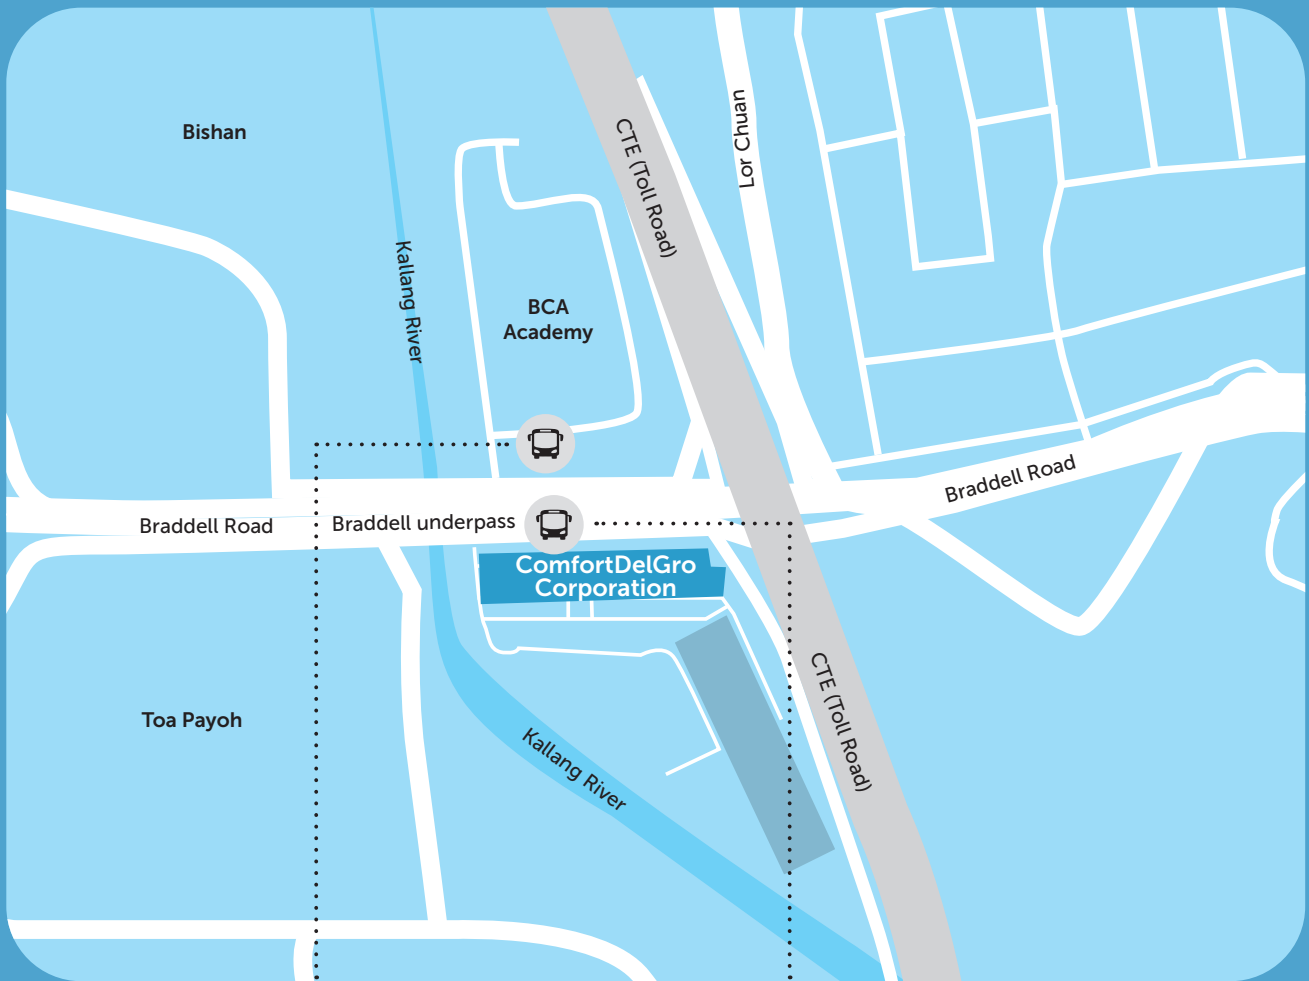 Bishan
CTE (Toll Road)
Lor Chuan
Kallang River
BCA
Academy
Braddell Road
Braddell Road
Braddell underpass
ComfortDelGro
Corporation
Toa Payoh
Kallang River
CTE (Toll Road)